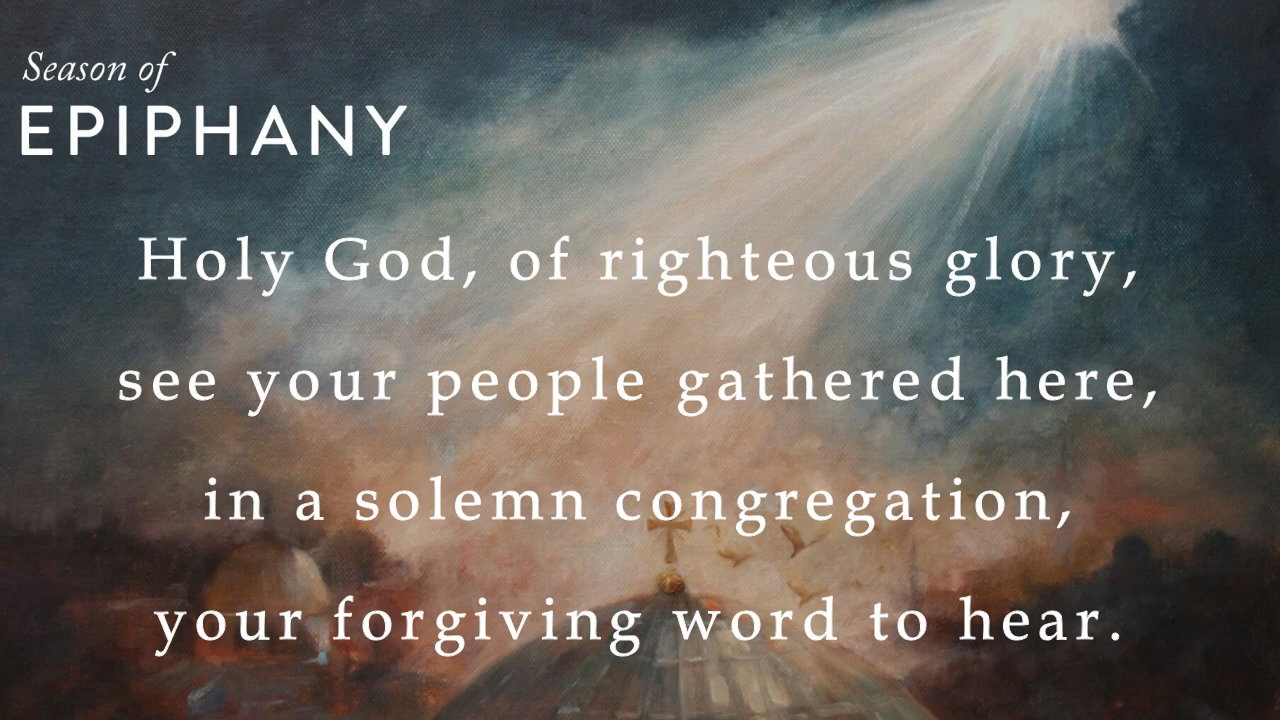 Season of
EPIPHANY
Holy God, of righteous glory,
see your people gathered here,
in a solemn congregation,
your forgiving word to hear.